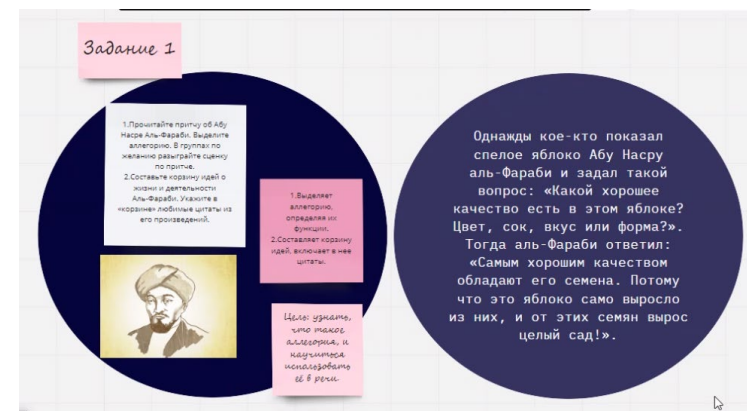 Задание 1
1.Прочитайте притчу об Абу
Насре Аль-Фараби. Выделите
аллегорию. В группах по
желанию разыграйте сценку
по притче.
2.Составьте корзину идей о
жизни и деятельности
Аль-Фараби. Укажите в
«корзине» любимые цитаты из
его произведений.
1.Выделяет
аллегорию,
определяя их
функции.
2.Составляет корзину
идей, включает в нее
цитаты.
Цель: узнать,
что такое
аллегория, и
научиться
использовать
её в речи
Однажды кое-кто показал
спелое яблоко Абу Насру
аль-Фараби и задал такой
вопрос: «Какой хорошее
качество есть в этом яблоке?
Цвет, сок, вкус или форма?».
Тогда аль-Фараби ответил:
«Самым хорошим качеством
обладают его семена. Потому
что это яблоко само выросло
из них, и от этих семян вырос
целый сад!».